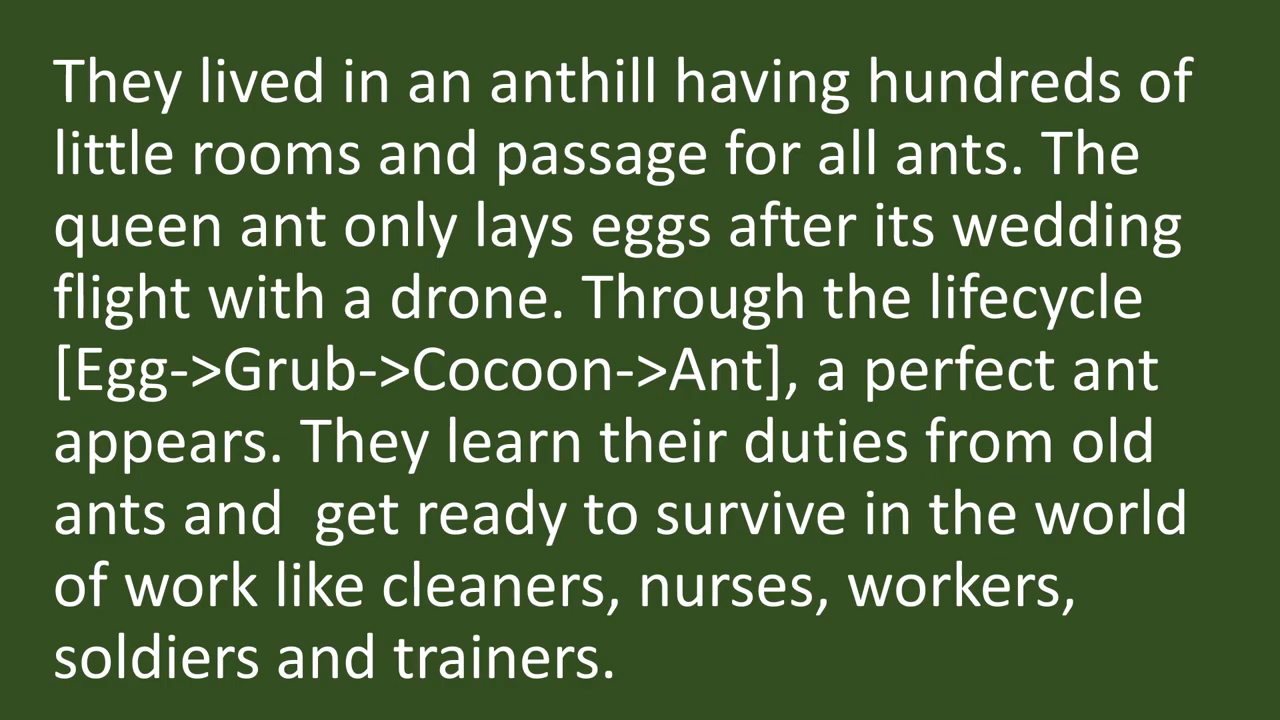 They lived in an anthill having hundreds of
little rooms and passage for all ants. The
queen ant only lays eggs after its wedding
flight with a drone. Through the lifecycle
[Egg->Grub->Cocoon->Ant], a perfect ant
appears. They learn their duties from old
ants and  get ready to survive in the world
of work like cleaners, nurses, workers,
soldiers and trainers.